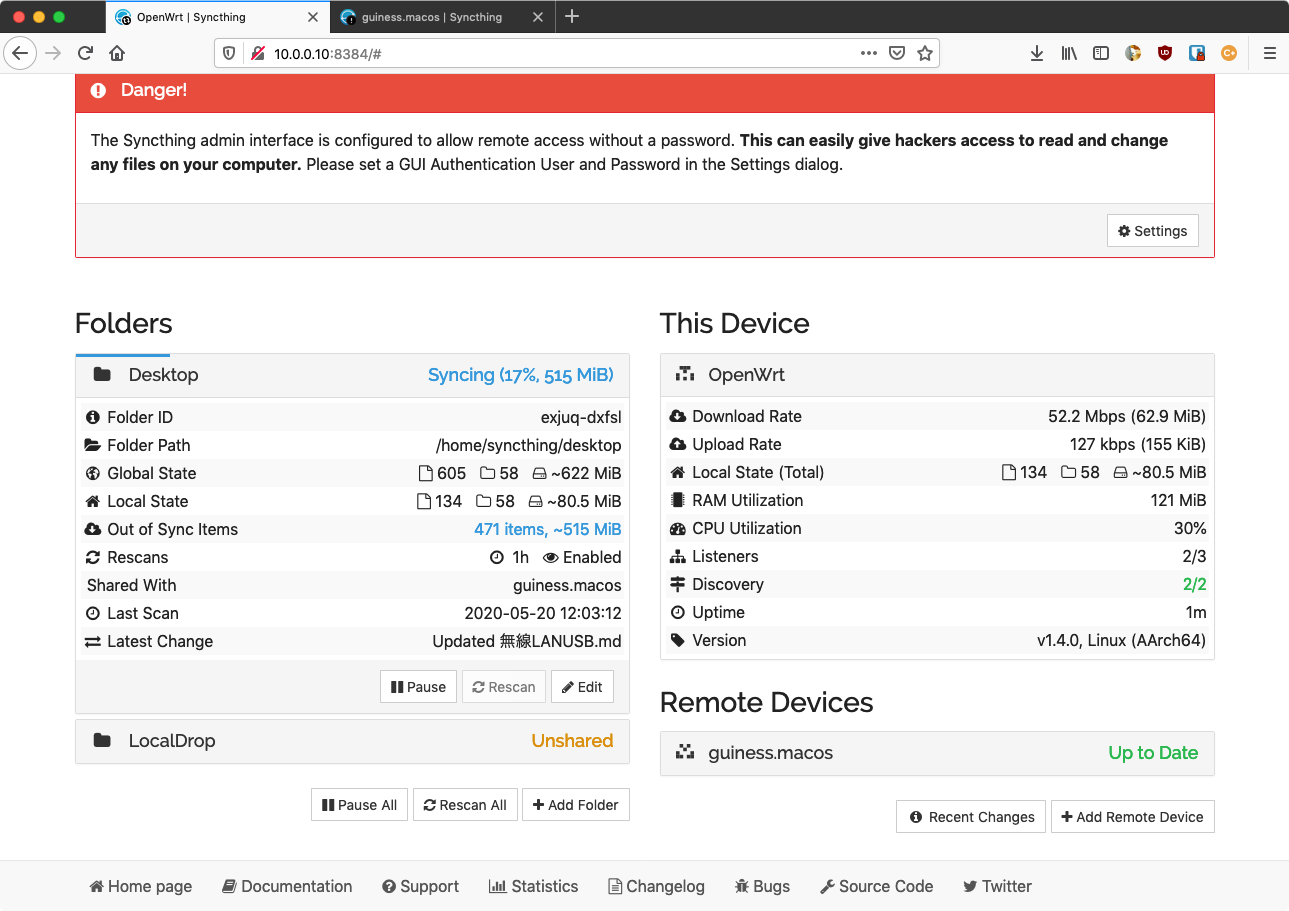 OpenWrt | Syncthing
guiness.macos | Syncthing
10.0.0.10:8384/#
Danger!
The Syncthing admin interface is configured to allow remote access without a password. This can easily give hackers access to read and change
any files on your computer. Please set a GUI Authentication User and Password in the Settings dialog.
Settings
Folders
Desktop Syncing (17%, 515 MiB)
Folder ID exjuq-dxfsl
Folder Path /home/syncthing/desktop
Global State 605 58 ~622 MiB
Local State 134 58 ~80.5 MiB
Out of Sync Items 471 items, ~515 MiB
Rescans 1h Enabled
Shared With guiness.macos
Last Scan 2020-05-20 12:03:12
Latest Change Updated 無線LANUSB.md
Pause Rescan Edit
LocalDrop Unshared
Pause All Rescan All Add Folder
This Device
OpenWrt
Download Rate 52.2 Mbps (62.9 MiB)
Upload Rate 127 kbps (155 KiB)
Local State (Total) 134 58 ~80.5 MiB
RAM Utilization 121 MiB
CPU Utilization 30%
Listeners 2/3
Discovery 2/2
Uptime 1m
Version v1.4.0, Linux (AArch64)
Remote Devices
guiness.macos Up to Date
Recent Changes Add Remote Device
Home page Documentation Support Statistics Changelog Bugs Source Code Twitter